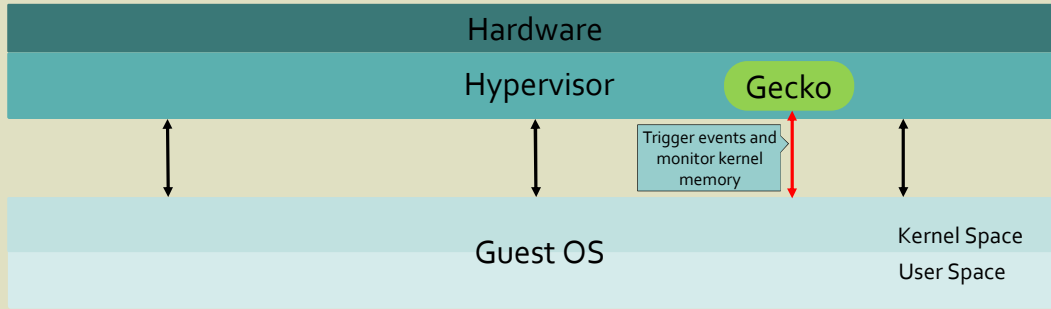 Hardware
Hypervisor
Gecko
Trigger events and
monitor kernel
memory
Guest OS
Kernel Space
User Space